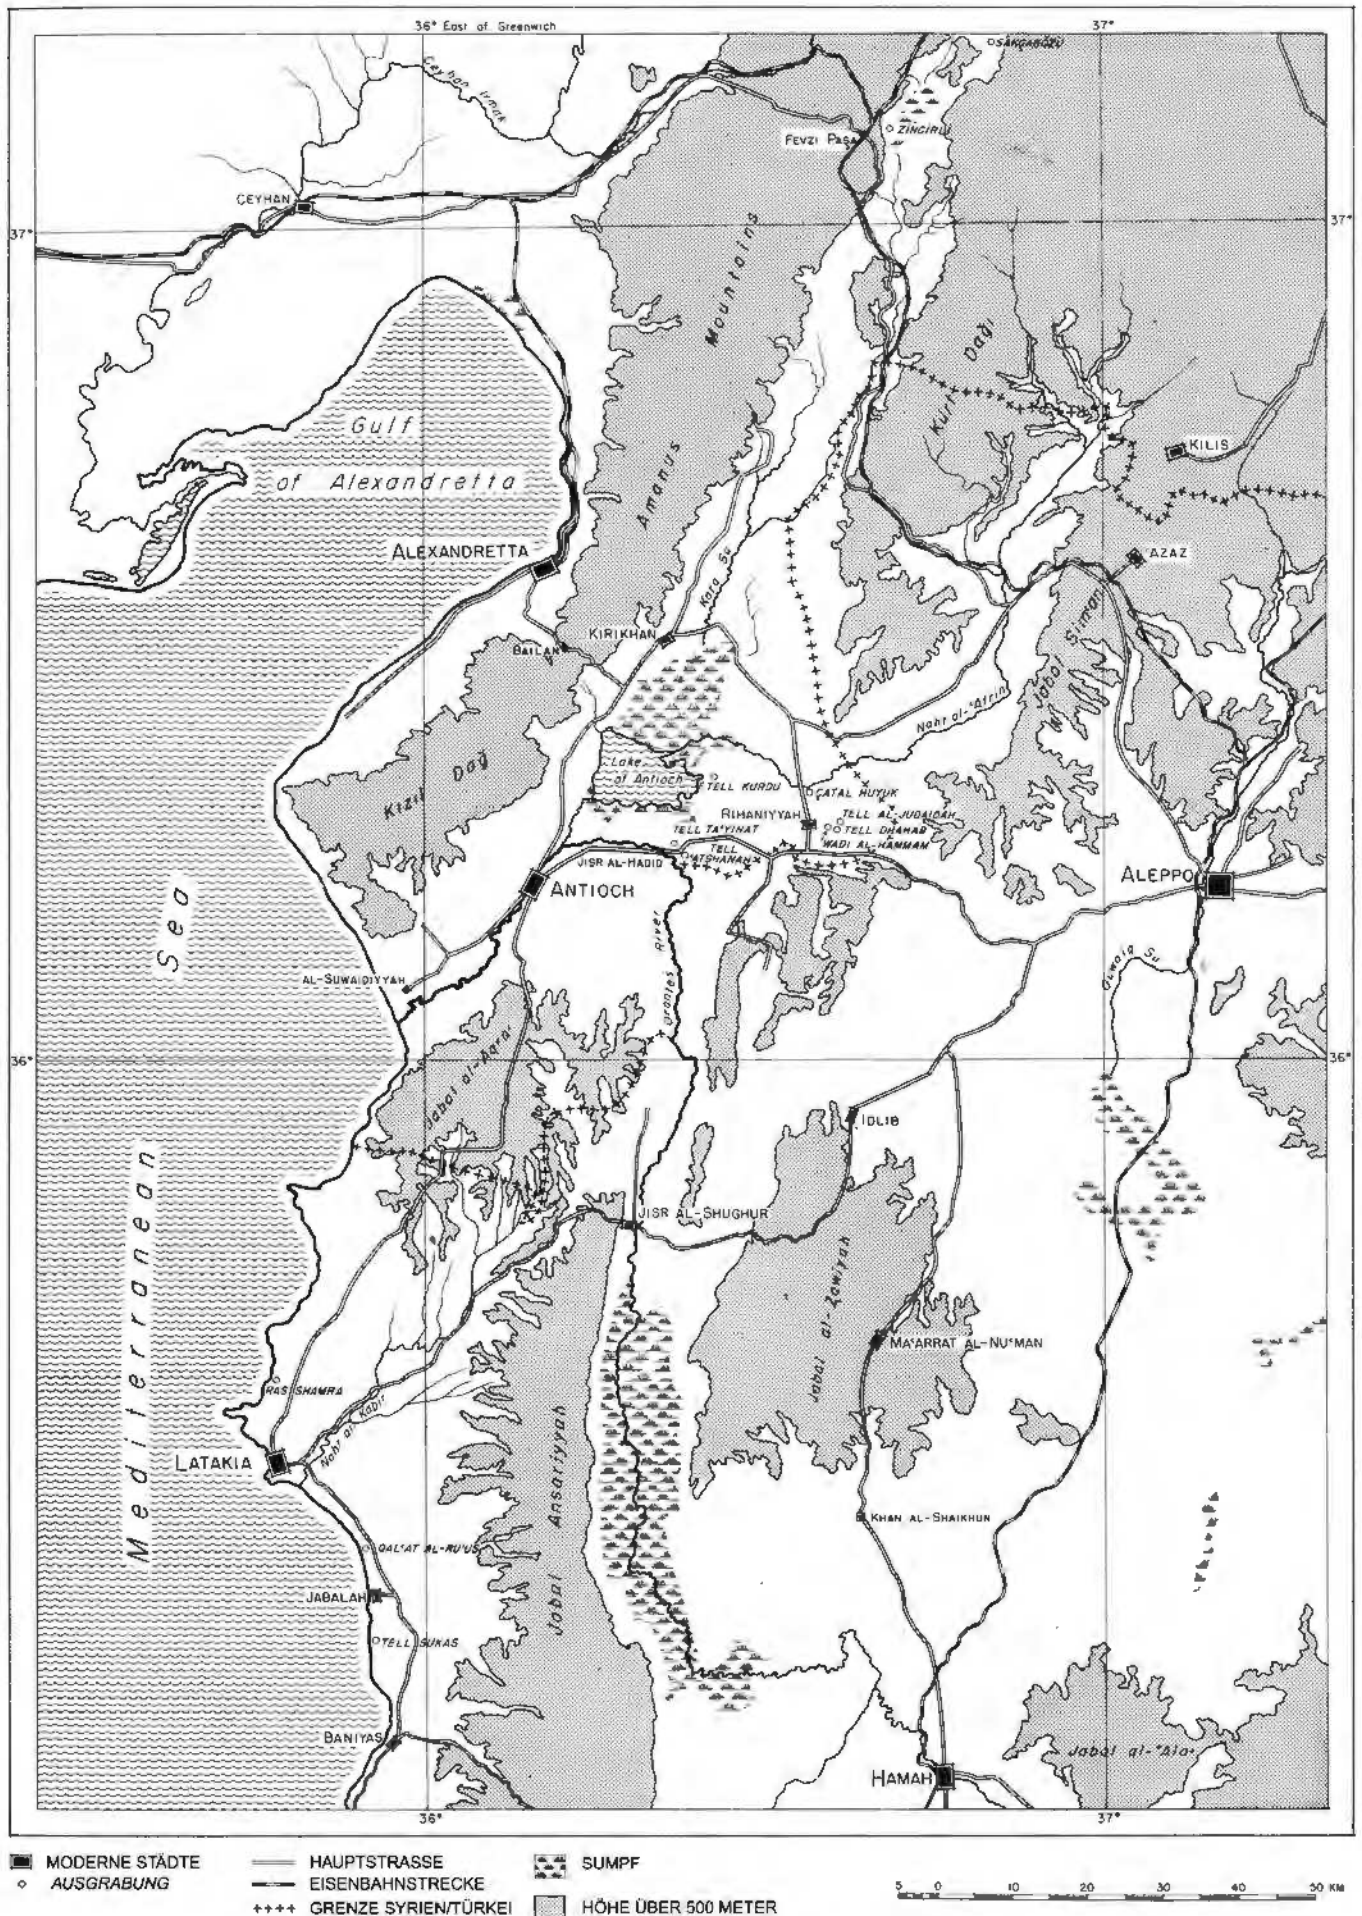 36° East of Greenwich
37°
SAKÇAGÖZÜ
Ceyhan Irmak
FEVZI PAŞA
ZINCIRLI
CEYHAN
37°
37°
Amanus Mountains
Kurt Dağı
Gulf
of Alexandretta
KILIS
ALEXANDRETTA
'AZAZ
Kara Su
KIRIKHAN
BAILAN
Jabal Siman
Nahr al-'Afrin
Kizil Dağ
Lake
of Antioch
TELL KURDU
ÇATAL HÜYÜK
RIHANIYYAH
TELL AL-JUDAIDAH
TELL DHAHAB
WADI AL-HAMMAM
TELL TA'YINAT
TELL
'ATSHANAH
JISR AL-HADID
ANTIOCH
ALEPPO
Orontes River
AL-SUWAIDIYYAH
Quwaiq Su
Mediterranean Sea
36°
36°
Jabal al-Aqra'
IDLIB
JISR AL-SHUGHUR
Jabal al-Zawiyah
MA'ARRAT AL-NU'MAN
RAS SHAMRA
Nahr al-Kabir
LATAKIA
Jabal Ansariyyah
KHAN AL-SHAIKHUN
QAL'AT AL-RU'US
JABALAH
TELL SUKAS
BANIYAS
HAMAH
Jabal al-'Ala
36°
37°
MODERNE STÄDTE
AUSGRABUNG
HAUPTSTRASSE
EISENBAHNSTRECKE
GRENZE SYRIEN/TÜRKEI
SUMPF
HÖHE ÜBER 500 METER
5 0 10 20 30 40 50 KM